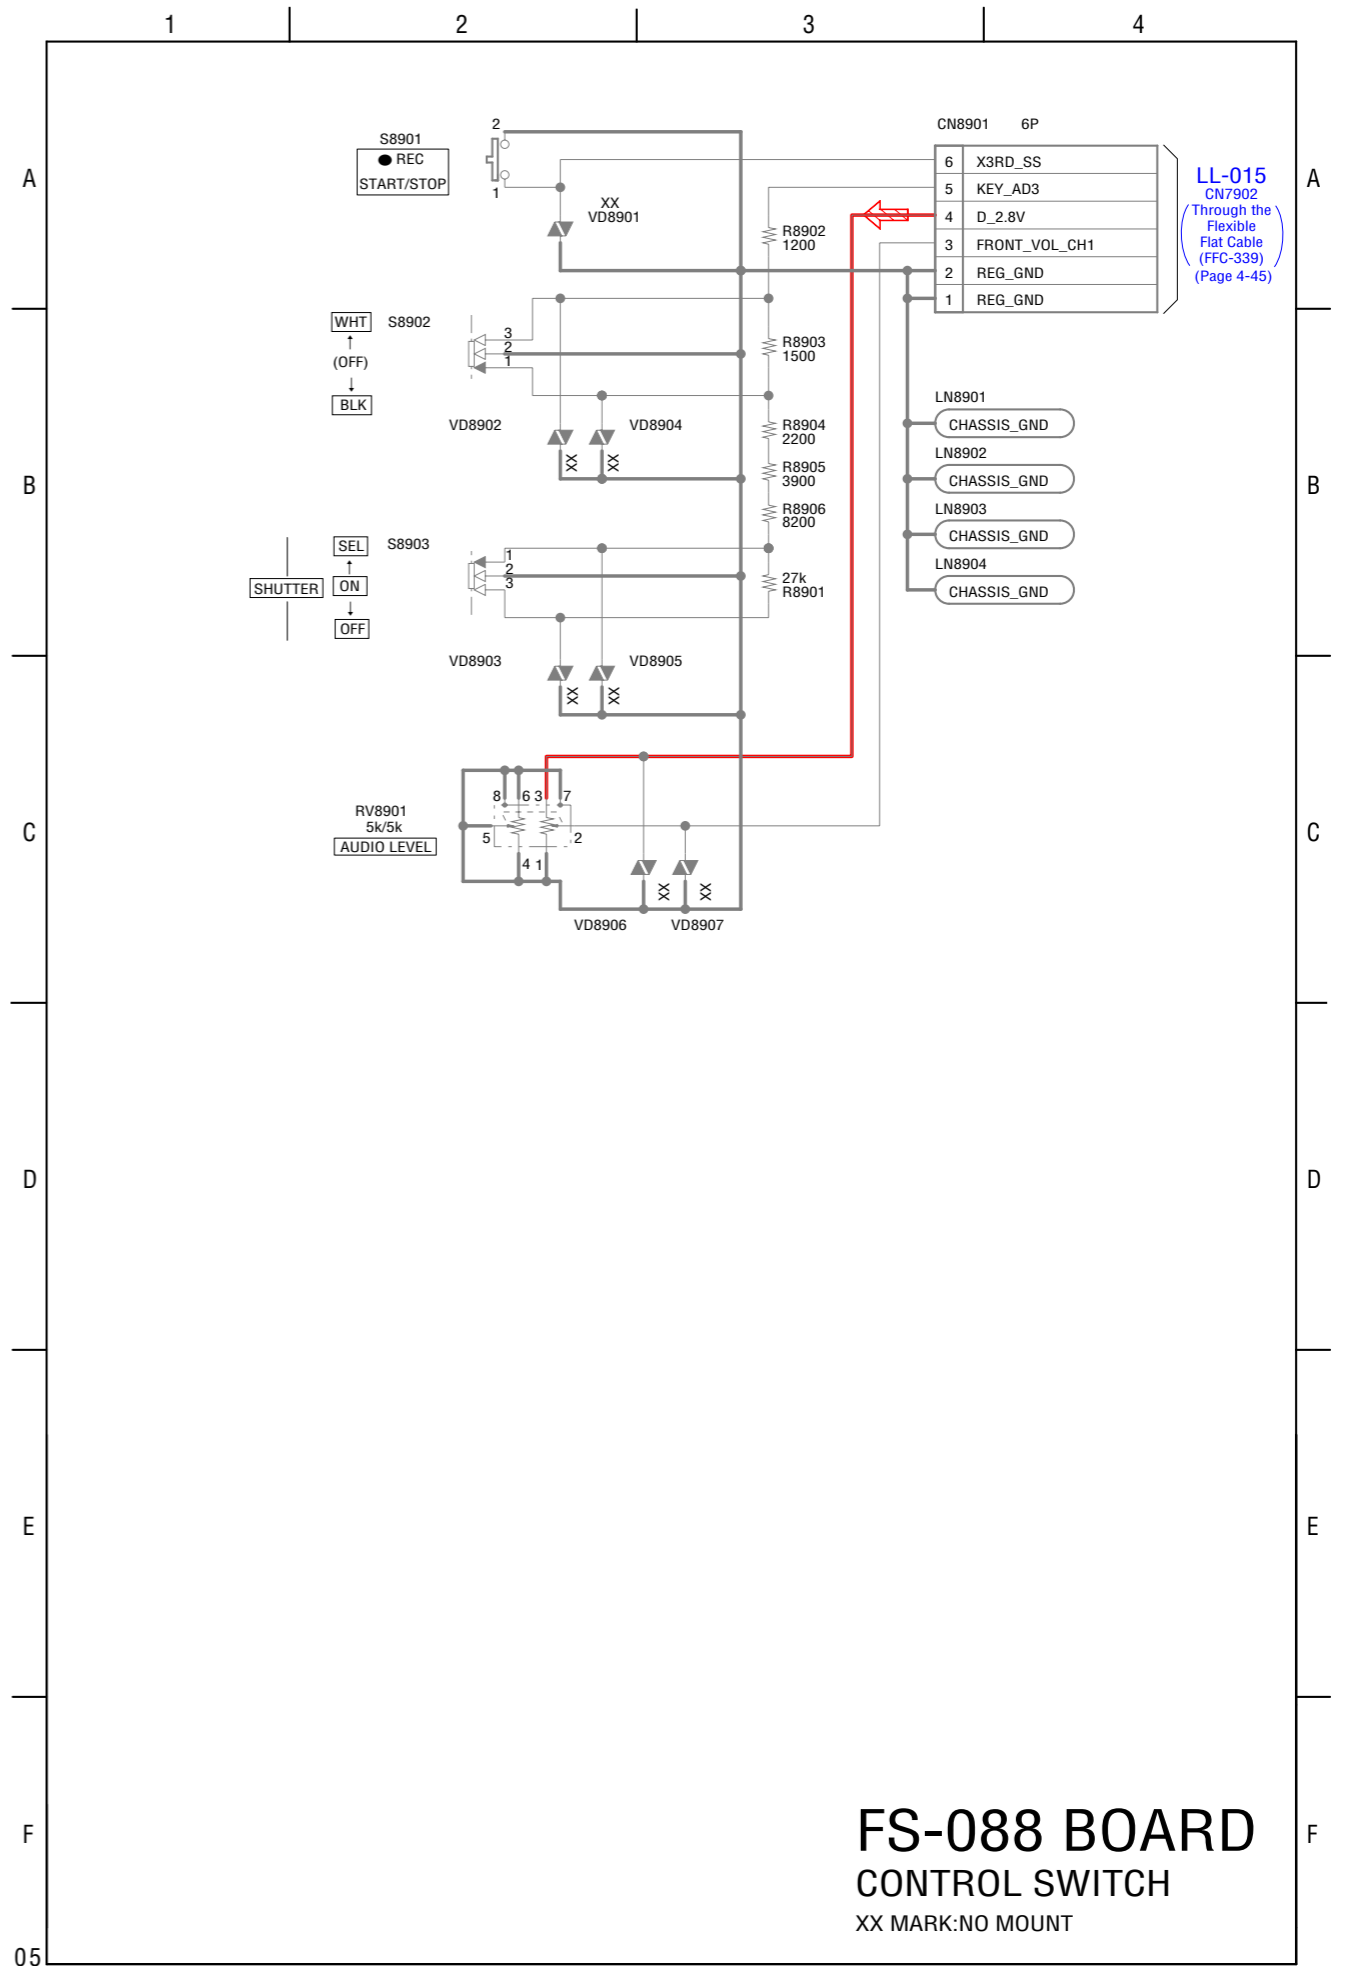 1 2 3 4
A
B
C
D
E
F
A
B
C
D
E
F
05
S8901
● REC
START/STOP
2
1
XX
VD8901
CN8901 6P
6 X3RD_SS
5 KEY_AD3
4 D_2.8V
3 FRONT_VOL_CH1
2 REG_GND
1 REG_GND
LL-015
CN7902
Through the
Flexible
Flat Cable
(FFC-339)
(Page 4-45)
R8902
1200
WHT
S8902
(OFF)
BLK
3
2
1
R8903
1500
VD8902
XX
XX
VD8904
R8904
2200
R8905
3900
R8906
8200
LN8901
CHASSIS_GND
LN8902
CHASSIS_GND
LN8903
CHASSIS_GND
LN8904
CHASSIS_GND
SHUTTER
SEL
S8903
ON
OFF
1
2
3
27k
R8901
VD8903
XX
XX
VD8905
RV8901
5k/5k
AUDIO LEVEL
8 6 3 7
5 2
4 1
XX
XX
VD8906 VD8907
FS-088 BOARD
CONTROL SWITCH
XX MARK:NO MOUNT